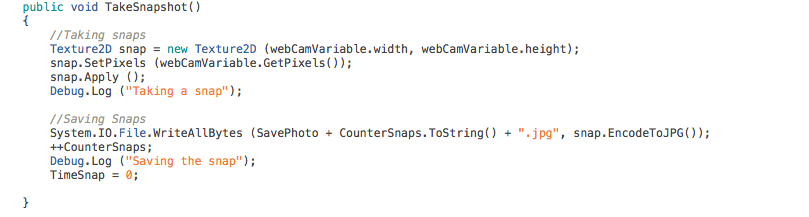 public void TakeSnapshot()
{
//Taking snaps
Texture2D snap = new Texture2D (webCamVariable.width, webCamVariable.height);
snap.SetPixels (webCamVariable.GetPixels());
snap.Apply ();
Debug.Log ("Taking a snap");
//Saving Snaps
System.IO.File.WriteAllBytes (SavePhoto + CounterSnaps.ToString() + ".jpg", snap.EncodeToJPG());
++CounterSnaps;
Debug.Log ("Saving the snap");
TimeSnap = 0;
}